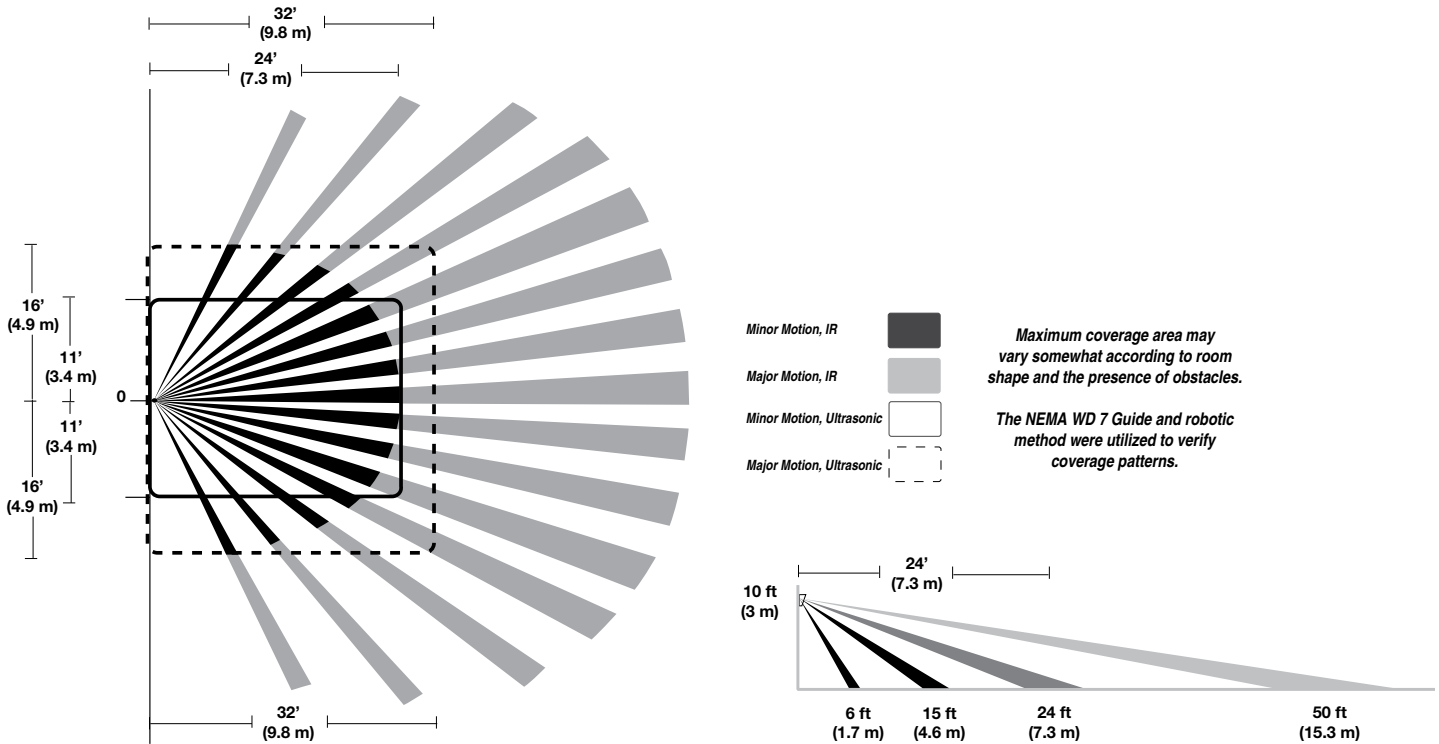 32’
(9.8 m)
24’
(7.3 m)
16’
(4.9 m)
11’
(3.4 m)
0
11’
(3.4 m)
16’
(4.9 m)
32’
(9.8 m)
Minor Motion, IR
Major Motion, IR
Minor Motion, Ultrasonic
Major Motion, Ultrasonic
Maximum coverage area may
vary somewhat according to room
shape and the presence of obstacles.
The NEMA WD 7 Guide and robotic
method were utilized to verify
coverage patterns.
24’
(7.3 m)
10 ft
(3 m)
6 ft
(1.7 m)
15 ft
(4.6 m)
24 ft
(7.3 m)
50 ft
(15.3 m)